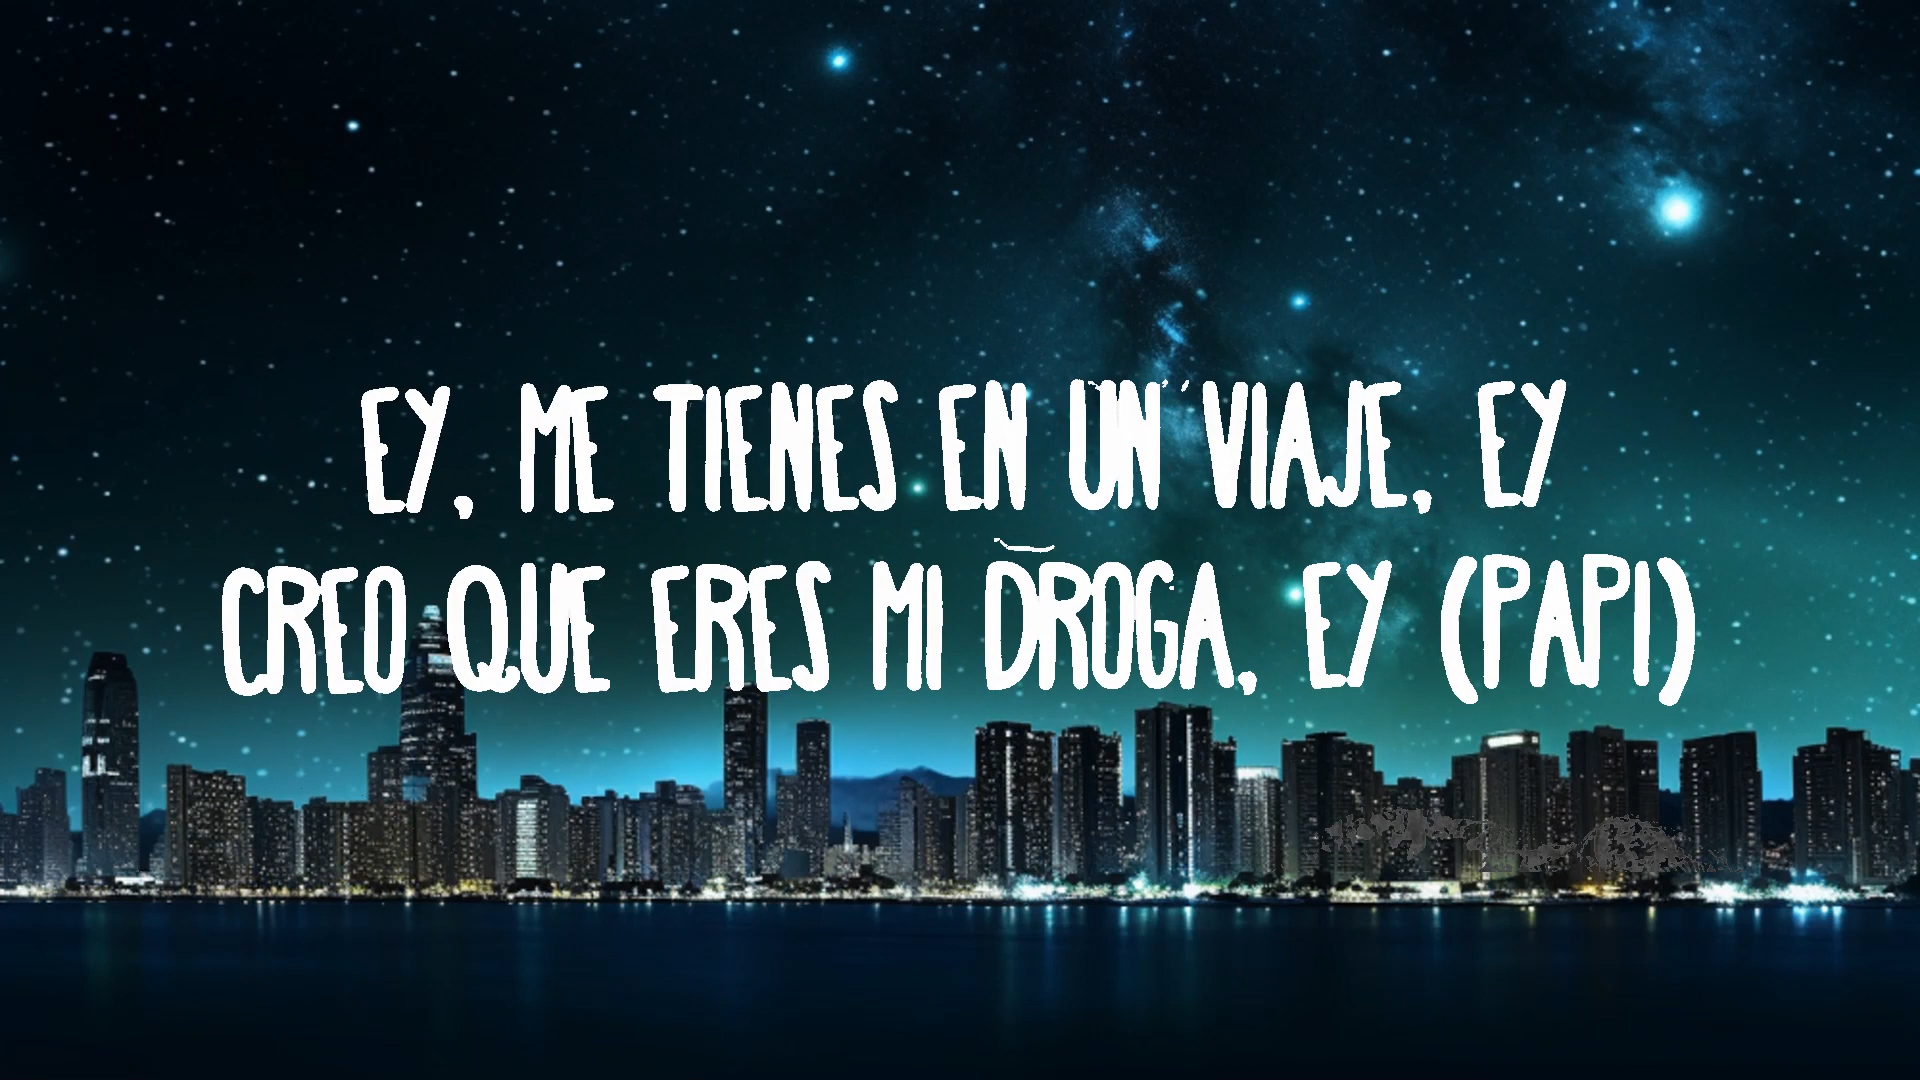 EY, ME TIENES EN UN VIAJE, EY
CREO QUE ERES MI DROGA, EY (PAPI)